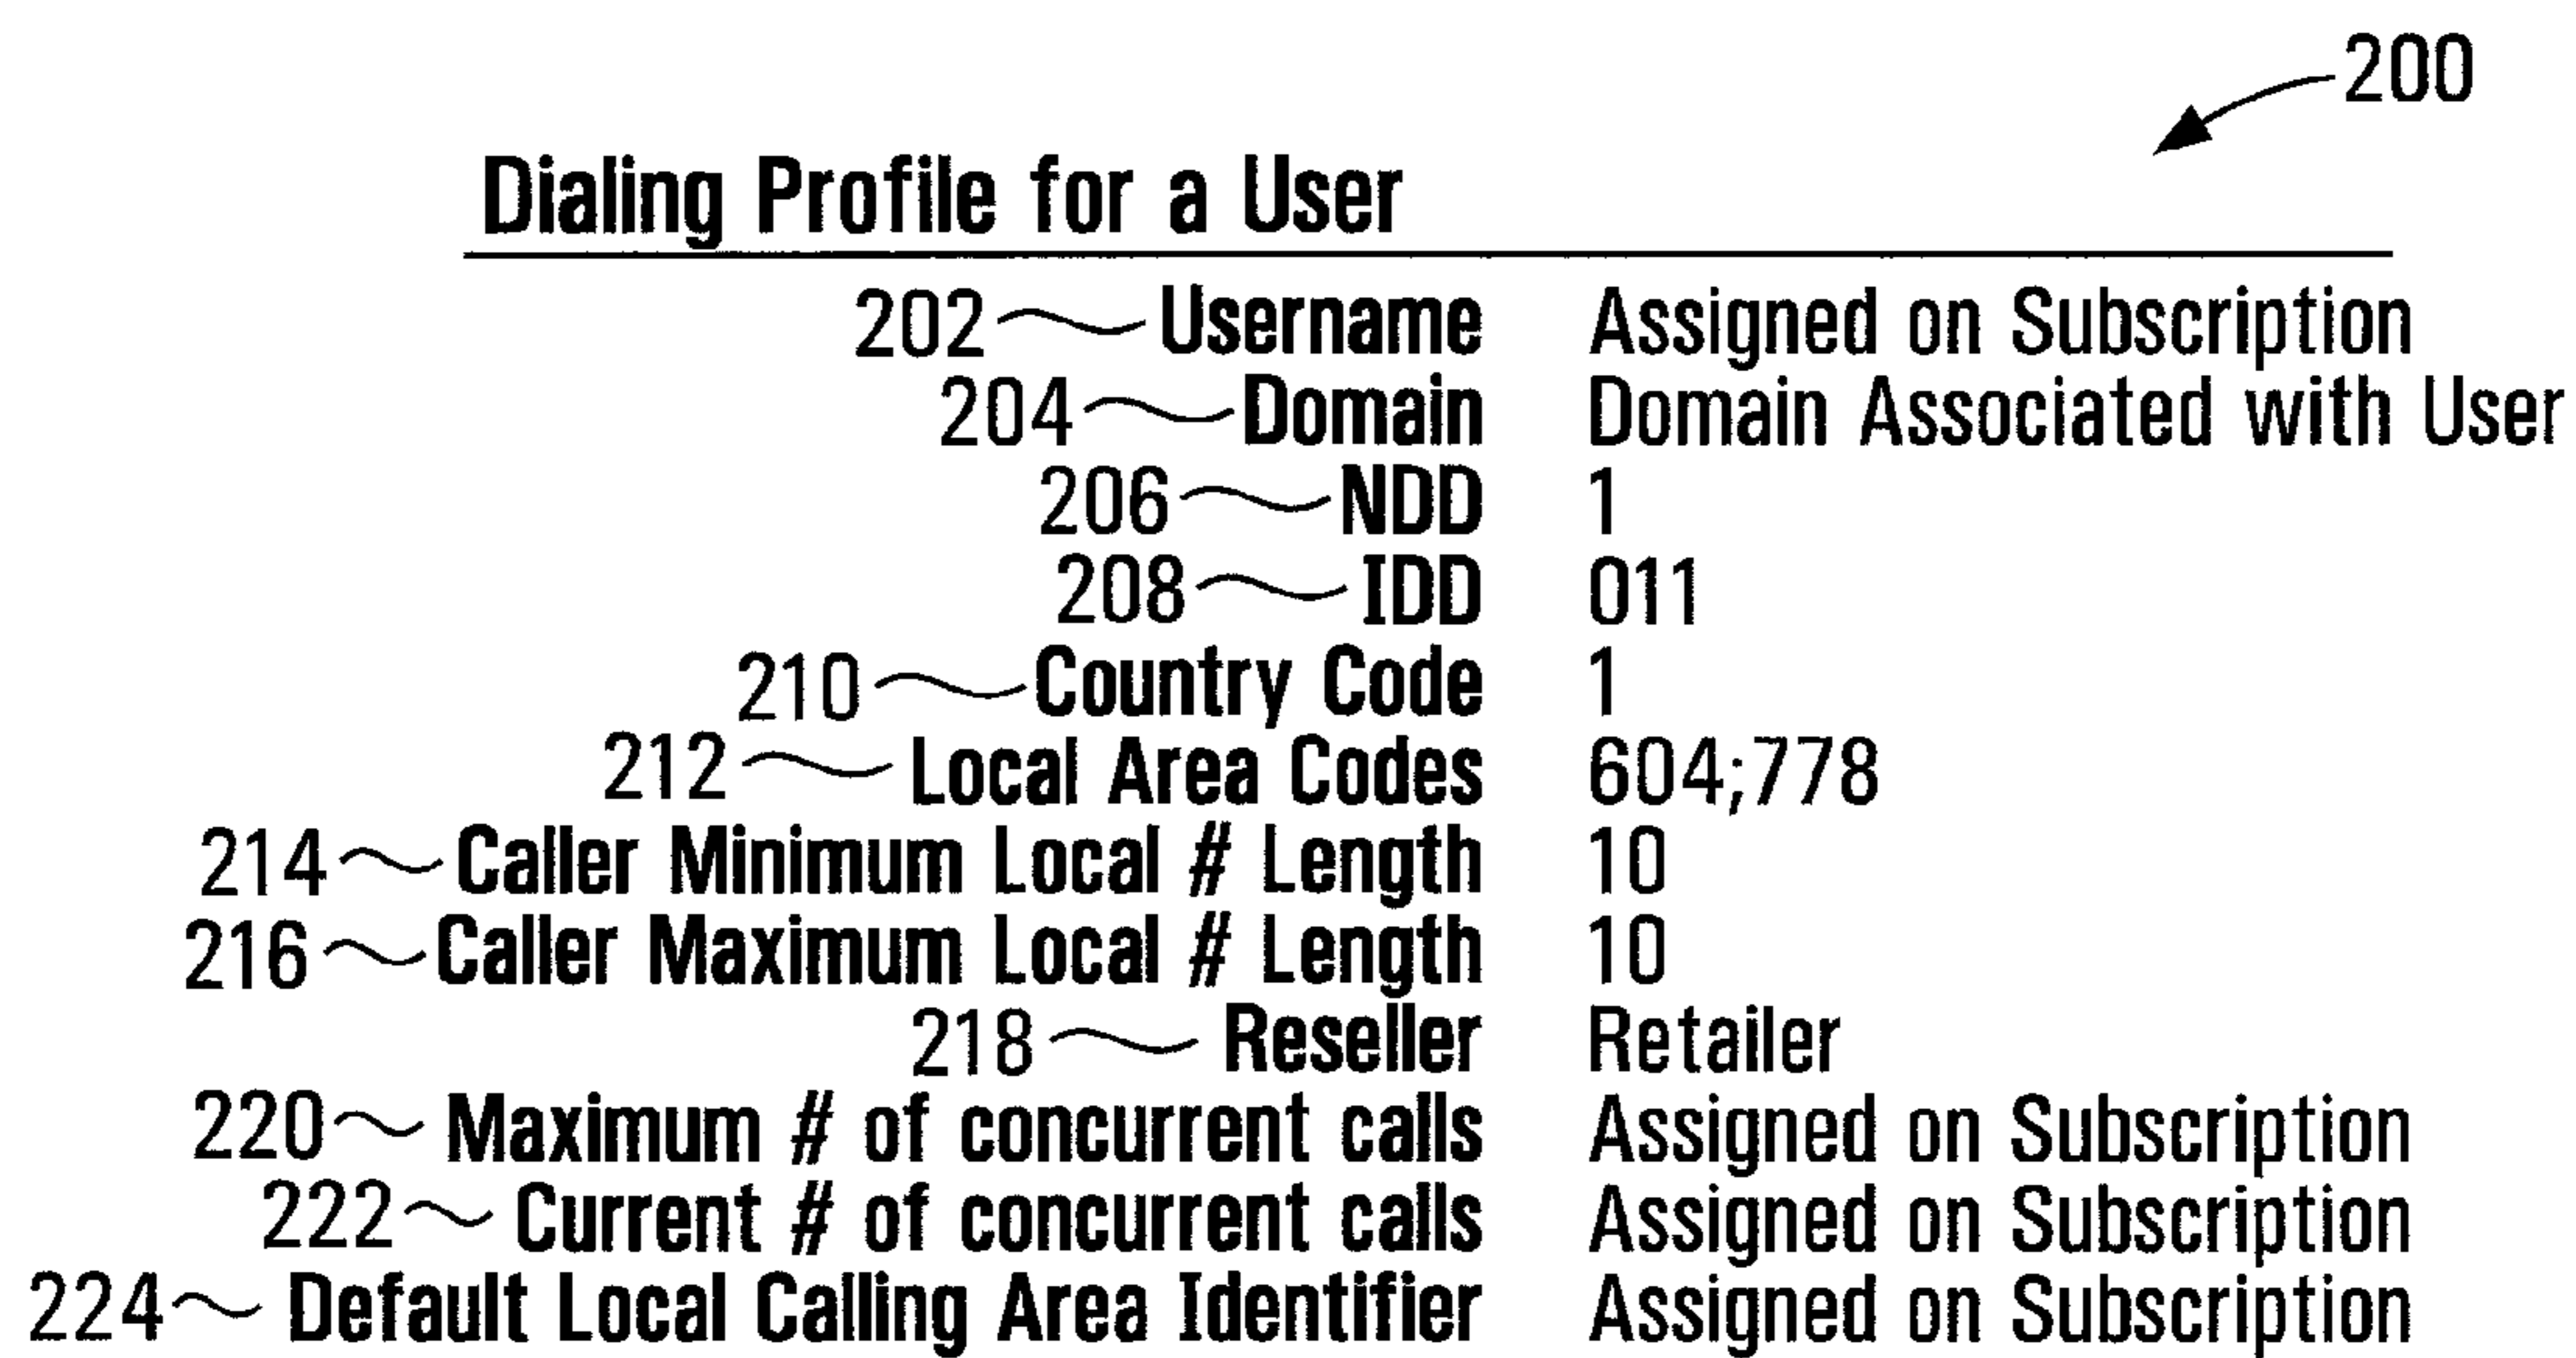 200
Dialing Profile for a User
202 Username Assigned on Subscription
204 Domain Domain Associated with User
206 NDD 1
208 IDD 011
210 Country Code 1
212 Local Area Codes 604;778
214 Caller Minimum Local # Length 10
216 Caller Maximum Local # Length 10
218 Reseller Retailer
220 Maximum # of concurrent calls Assigned on Subscription
222 Current # of concurrent calls Assigned on Subscription
224 Default Local Calling Area Identifier Assigned on Subscription